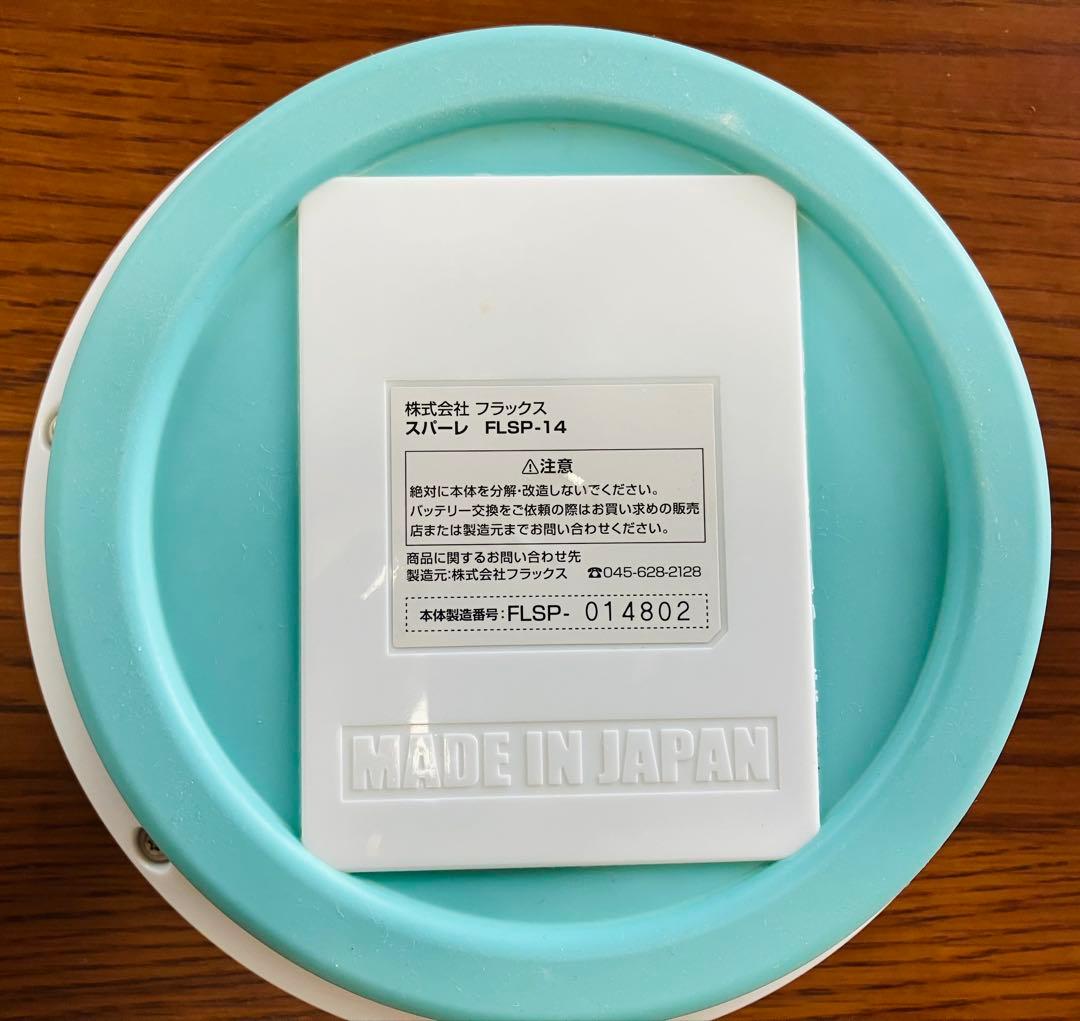 株式会社 フラックス
スパーレ FLSP-14
⚠注意
絶対に本体を分解・改造しないでください。
バッテリー交換をご依頼の際はお買い求めの販売
店または製造元までお問い合わせください。
商品に関するお問い合わせ先
製造元:株式会社フラックス ☎045-628-2128
本体製造番号:FLSP- 014802
MADE IN JAPAN